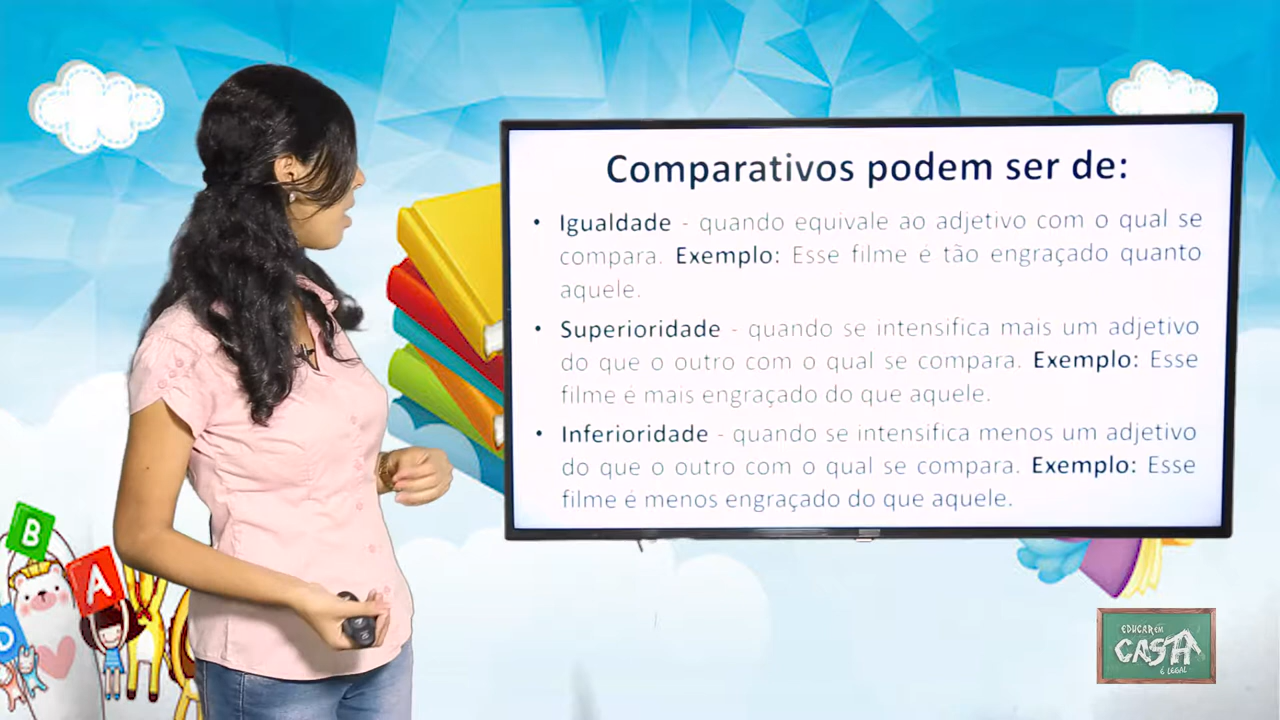 Comparativos podem ser de:
• Igualdade - quando equivale ao adjetivo com o qual se
compara. Exemplo: Esse filme é tão engraçado quanto
aquele.
• Superioridade - quando se intensifica mais um adjetivo
do que o outro com o qual se compara. Exemplo: Esse
filme é mais engraçado do que aquele.
• Inferioridade - quando se intensifica menos um adjetivo
do que o outro com o qual se compara. Exemplo: Esse
filme é menos engraçado do que aquele.
B
A
EDUCAR EM
CASA
É LEGAL